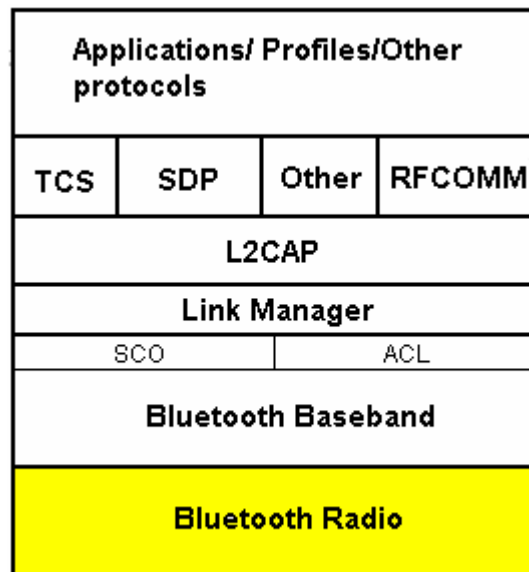 Applications/ Profiles/Other
protocols
TCS SDP Other RFCOMM
L2CAP
Link Manager
SCO ACL
Bluetooth Baseband
Bluetooth Radio